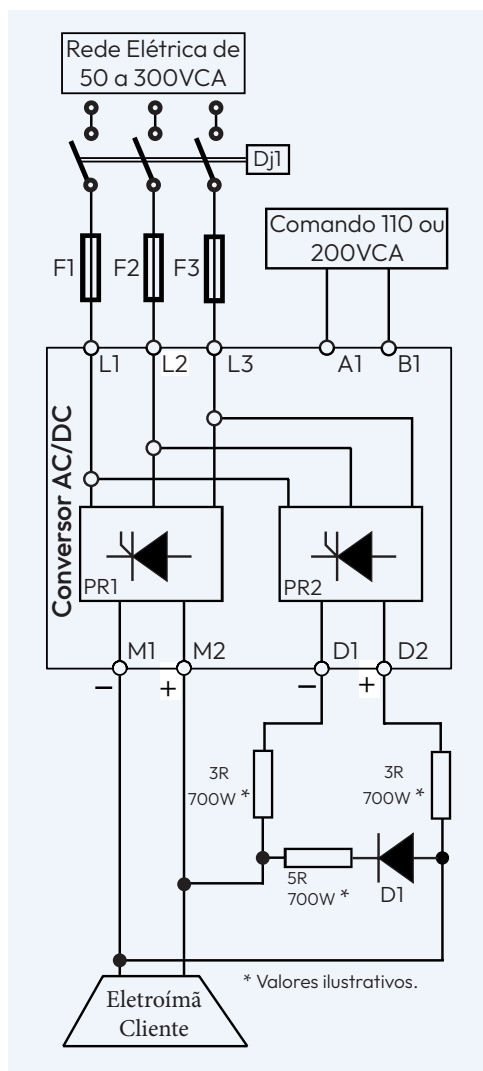 Rede Elétrica de
50 a 300VCA
Dj1
Comando 110 ou
200VCA
F1
F2
F3
L1
L2
L3
A1
B1
Conversor AC/DC
PR1
PR2
M1
M2
D1
D2
−
+
−
+
3R
700W *
3R
700W *
5R
700W *
D1
* Valores ilustrativos.
Eletroímã
Cliente